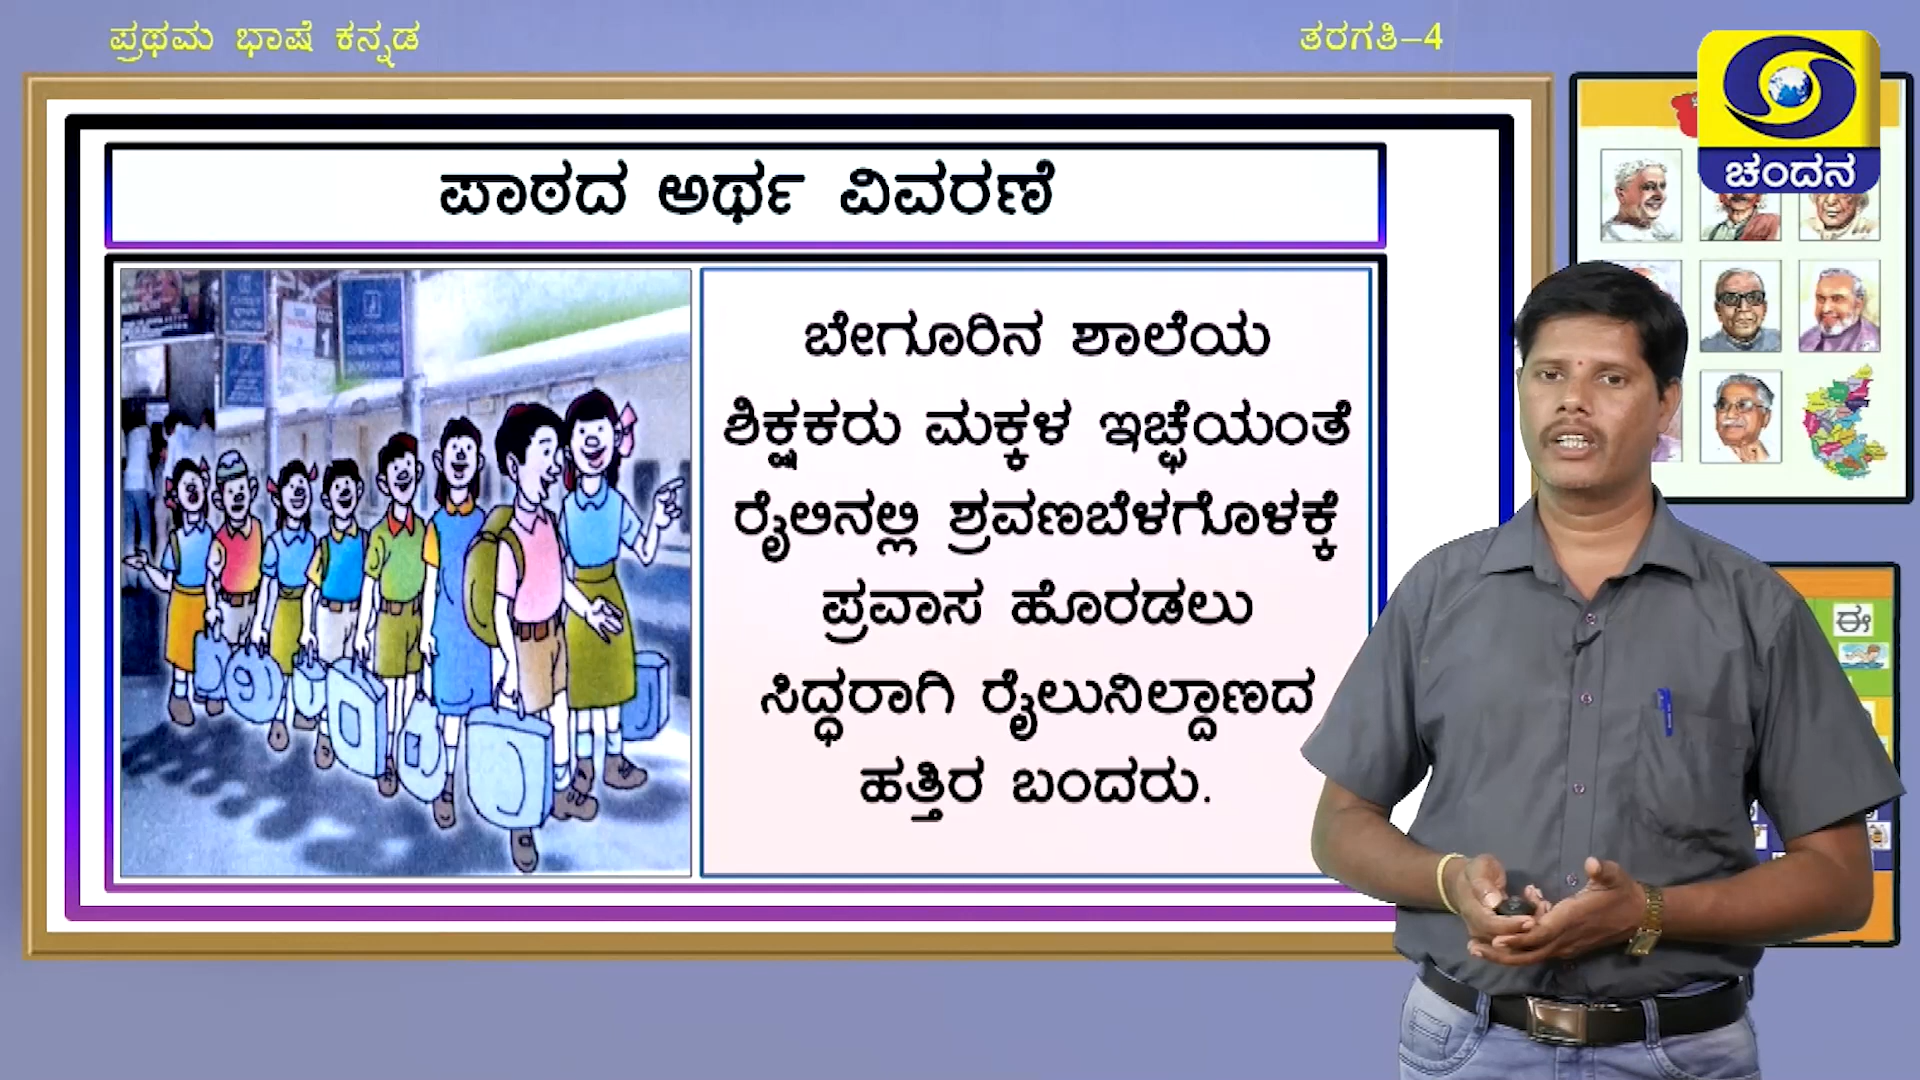 ಪ್ರಥಮ ಭಾಷೆ ಕನ್ನಡ
ತರಗತಿ–4
ಚಂದನ
ಪಾಠದ ಅರ್ಥ ವಿವರಣೆ
ಬೇಗೂರಿನ ಶಾಲೆಯ
ಶಿಕ್ಷಕರು ಮಕ್ಕಳ ಇಚ್ಛೆಯಂತೆ
ರೈಲಿನಲ್ಲಿ ಶ್ರವಣಬೆಳಗೊಳಕ್ಕೆ
ಪ್ರವಾಸ ಹೊರಡಲು
ಸಿದ್ಧರಾಗಿ ರೈಲುನಿಲ್ದಾಣದ
ಹತ್ತಿರ ಬಂದರು.
ಈ